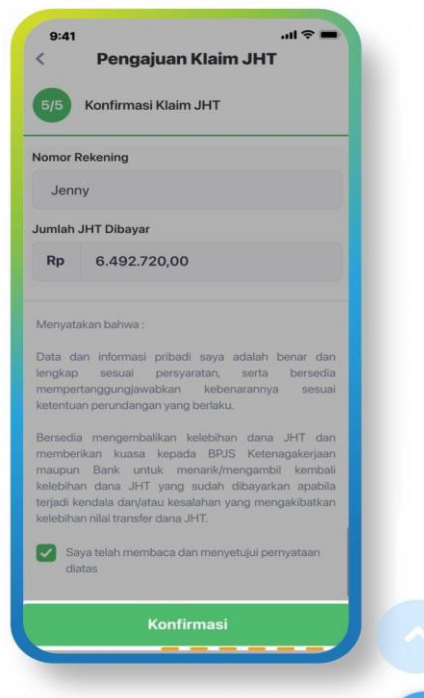 9:41
Pengajuan Klaim JHT
5/5 Konfirmasi Klaim JHT
Nomor Rekening
Jenny
Jumlah JHT Dibayar
Rp 6.492.720,00
Menyatakan bahwa :
Data dan informasi pribadi saya adalah benar dan
lengkap sesuai persyaratan, serta bersedia
mempertanggungjawabkan kebenarannya sesuai
ketentuan perundangan yang berlaku.
Bersedia mengembalikan kelebihan dana JHT dan
memberikan kuasa kepada BPJS Ketenagakerjaan
maupun Bank untuk menarik/mengambil kembali
kelebihan dana JHT yang sudah dibayarkan apabila
terjadi kendala dan/atau kesalahan yang mengakibatkan
kelebihan nilai transfer dana JHT.
Saya telah membaca dan menyetujui pernyataan
diatas
Konfirmasi